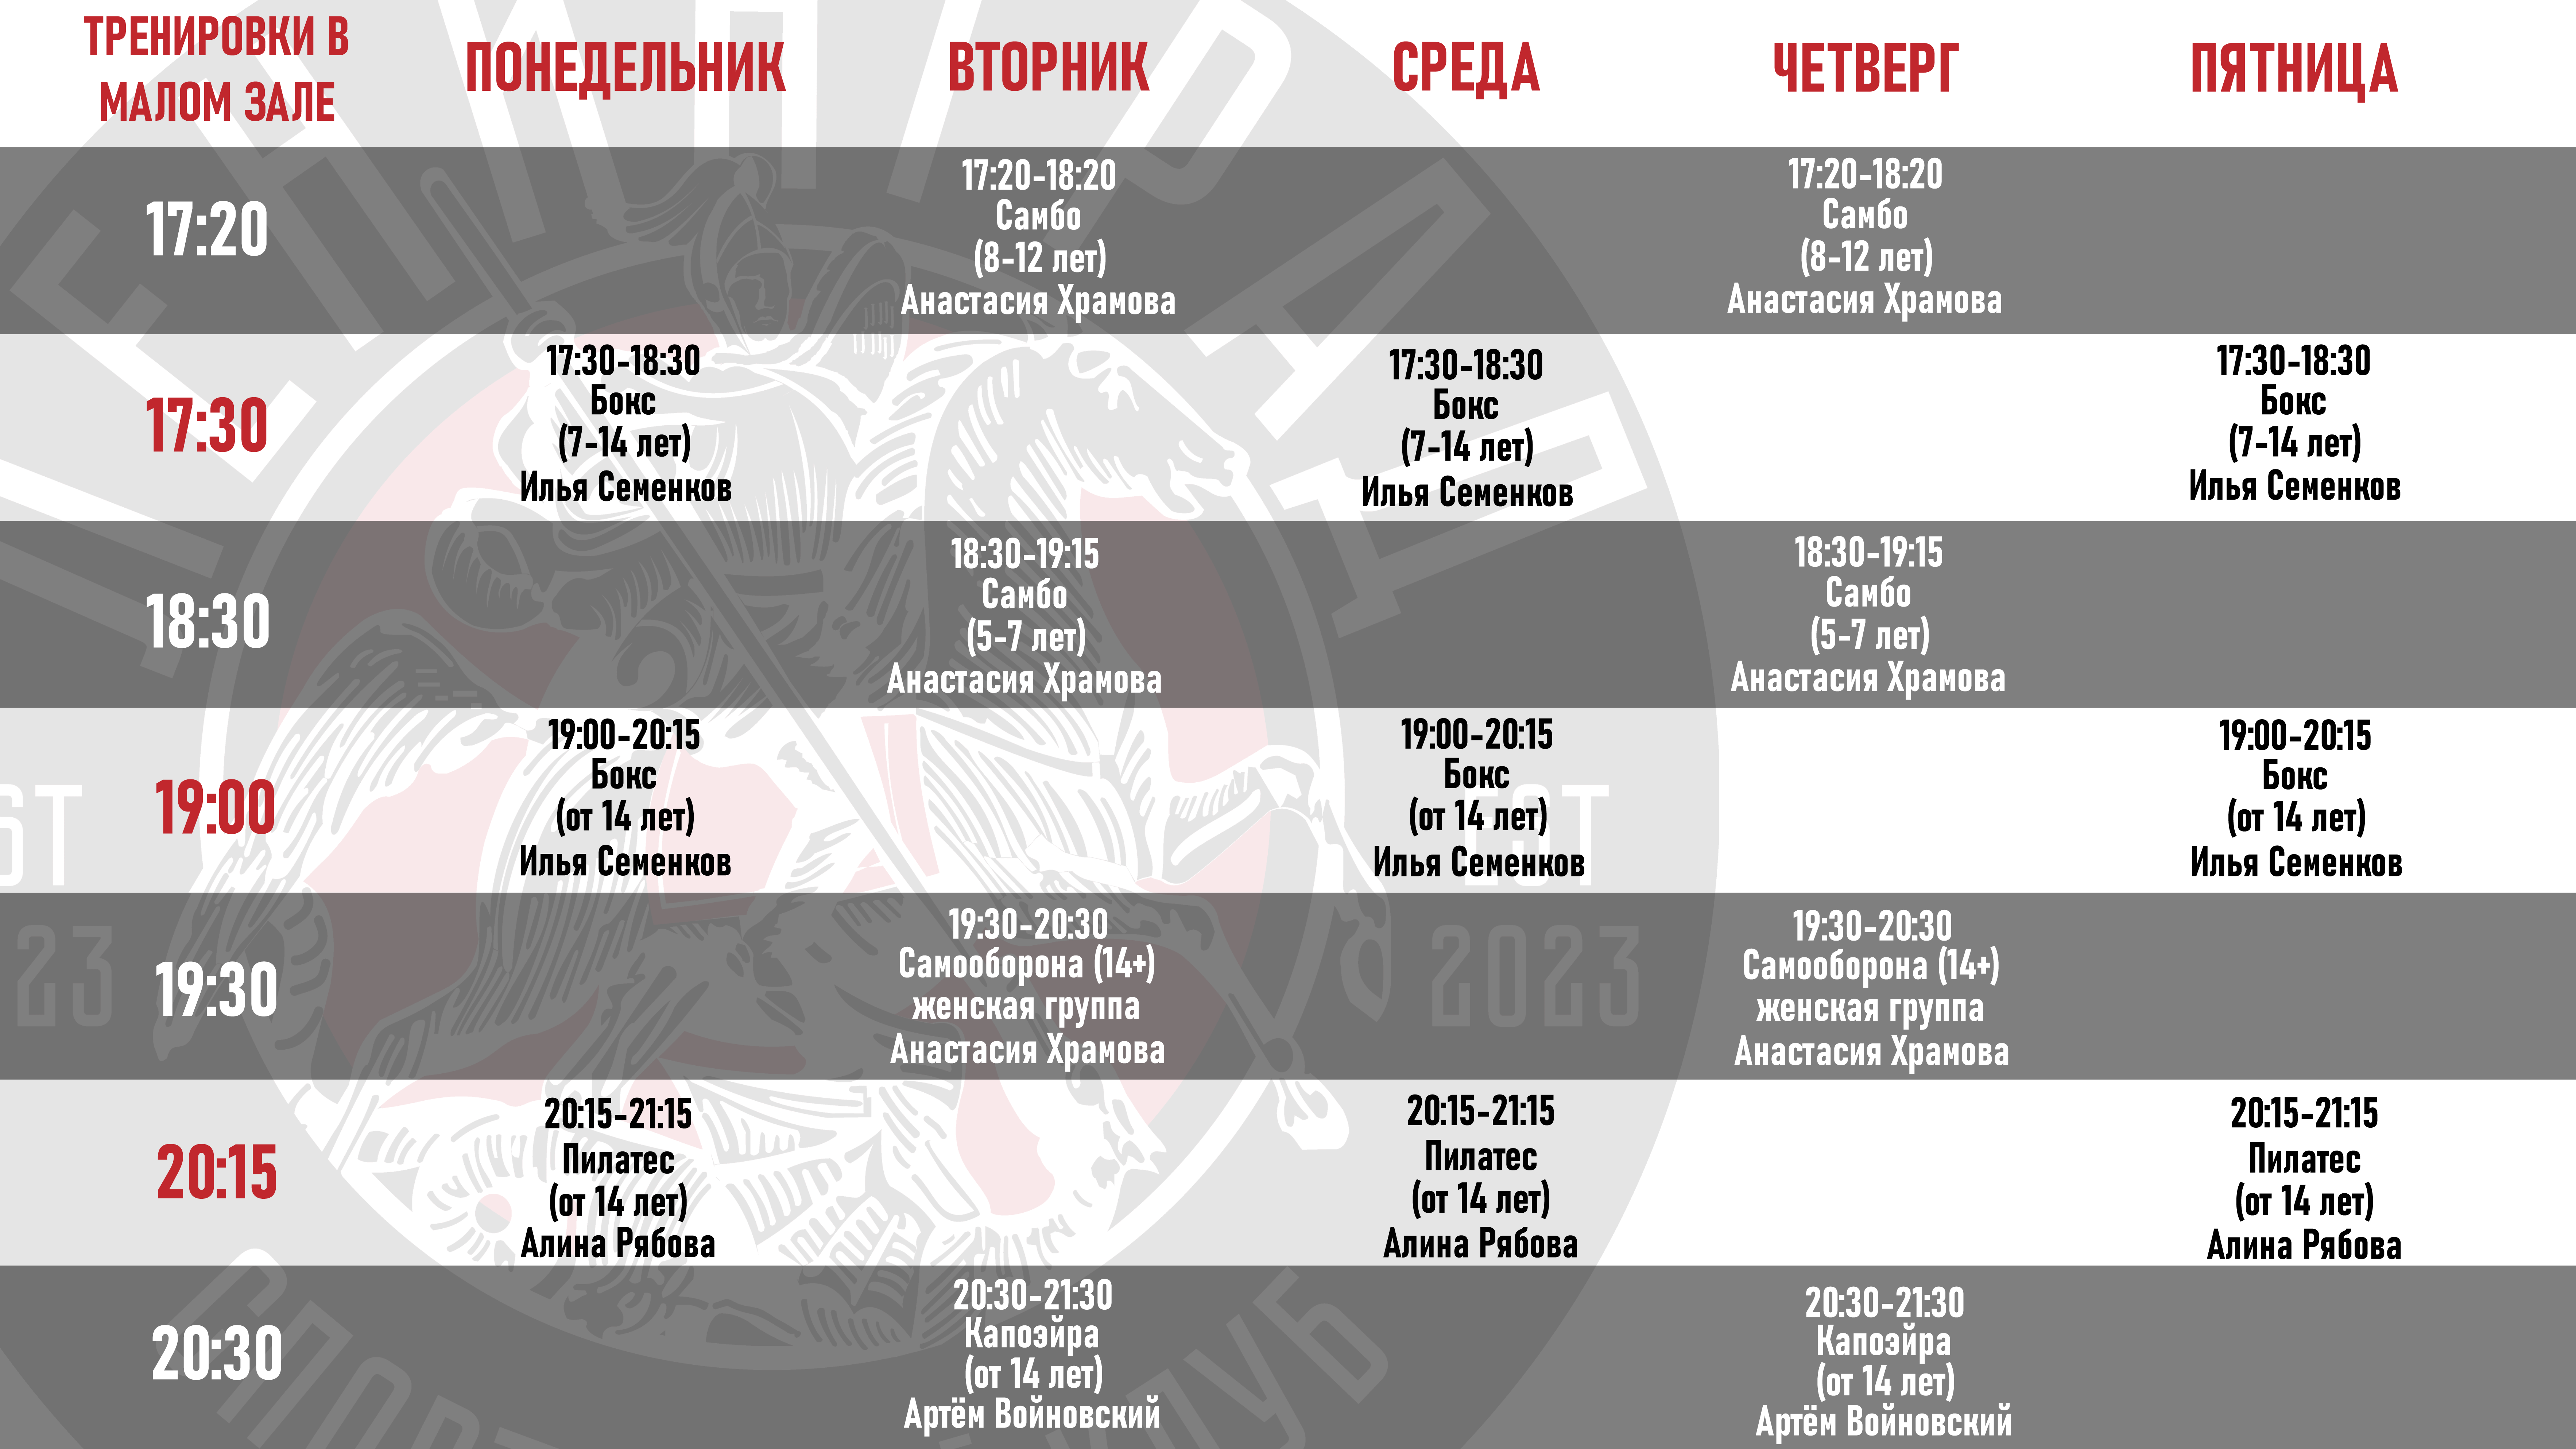 ТРЕНИРОВКИ В
МАЛОМ ЗАЛЕ
ПОНЕДЕЛЬНИК
ВТОРНИК
СРЕДА
ЧЕТВЕРГ
ПЯТНИЦА
17:20
17:20-18:20
Самбо
(8-12 лет)
Анастасия Храмова
17:20-18:20
Самбо
(8-12 лет)
Анастасия Храмова
17:30
17:30-18:30
Бокс
(7-14 лет)
Илья Семенков
17:30-18:30
Бокс
(7-14 лет)
Илья Семенков
17:30-18:30
Бокс
(7-14 лет)
Илья Семенков
18:30
18:30-19:15
Самбо
(5-7 лет)
Анастасия Храмова
18:30-19:15
Самбо
(5-7 лет)
Анастасия Храмова
19:00
19:00-20:15
Бокс
(от 14 лет)
Илья Семенков
19:00-20:15
Бокс
(от 14 лет)
Илья Семенков
19:00-20:15
Бокс
(от 14 лет)
Илья Семенков
19:30
19:30-20:30
Самооборона (14+)
женская группа
Анастасия Храмова
2023
19:30-20:30
Самооборона (14+)
женская группа
Анастасия Храмова
20:15
20:15-21:15
Пилатес
(от 14 лет)
Алина Рябова
20:15-21:15
Пилатес
(от 14 лет)
Алина Рябова
20:15-21:15
Пилатес
(от 14 лет)
Алина Рябова
20:30
20:30-21:30
Капоэйра
(от 14 лет)
Артём Войновский
20:30-21:30
Капоэйра
(от 14 лет)
Артём Войновский